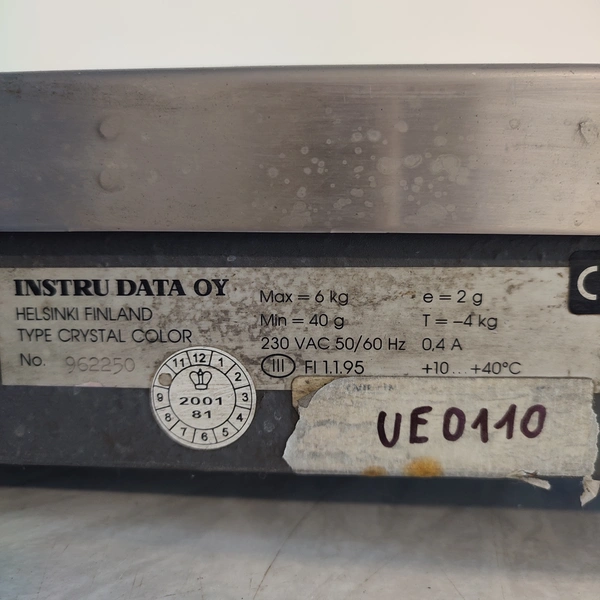 INSTRU DATA OY
HELSINKI FINLAND
TYPE CRYSTAL COLOR
No. 962250
Max = 6 kg e = 2 g
Min = 40 g T = –4 kg
230 VAC 50/60 Hz 0,4 A
III FI 1.1.95 +10 . . +40°C
11 12 1 2 3 4 5 6 7 8 9
2001
81
UE0110